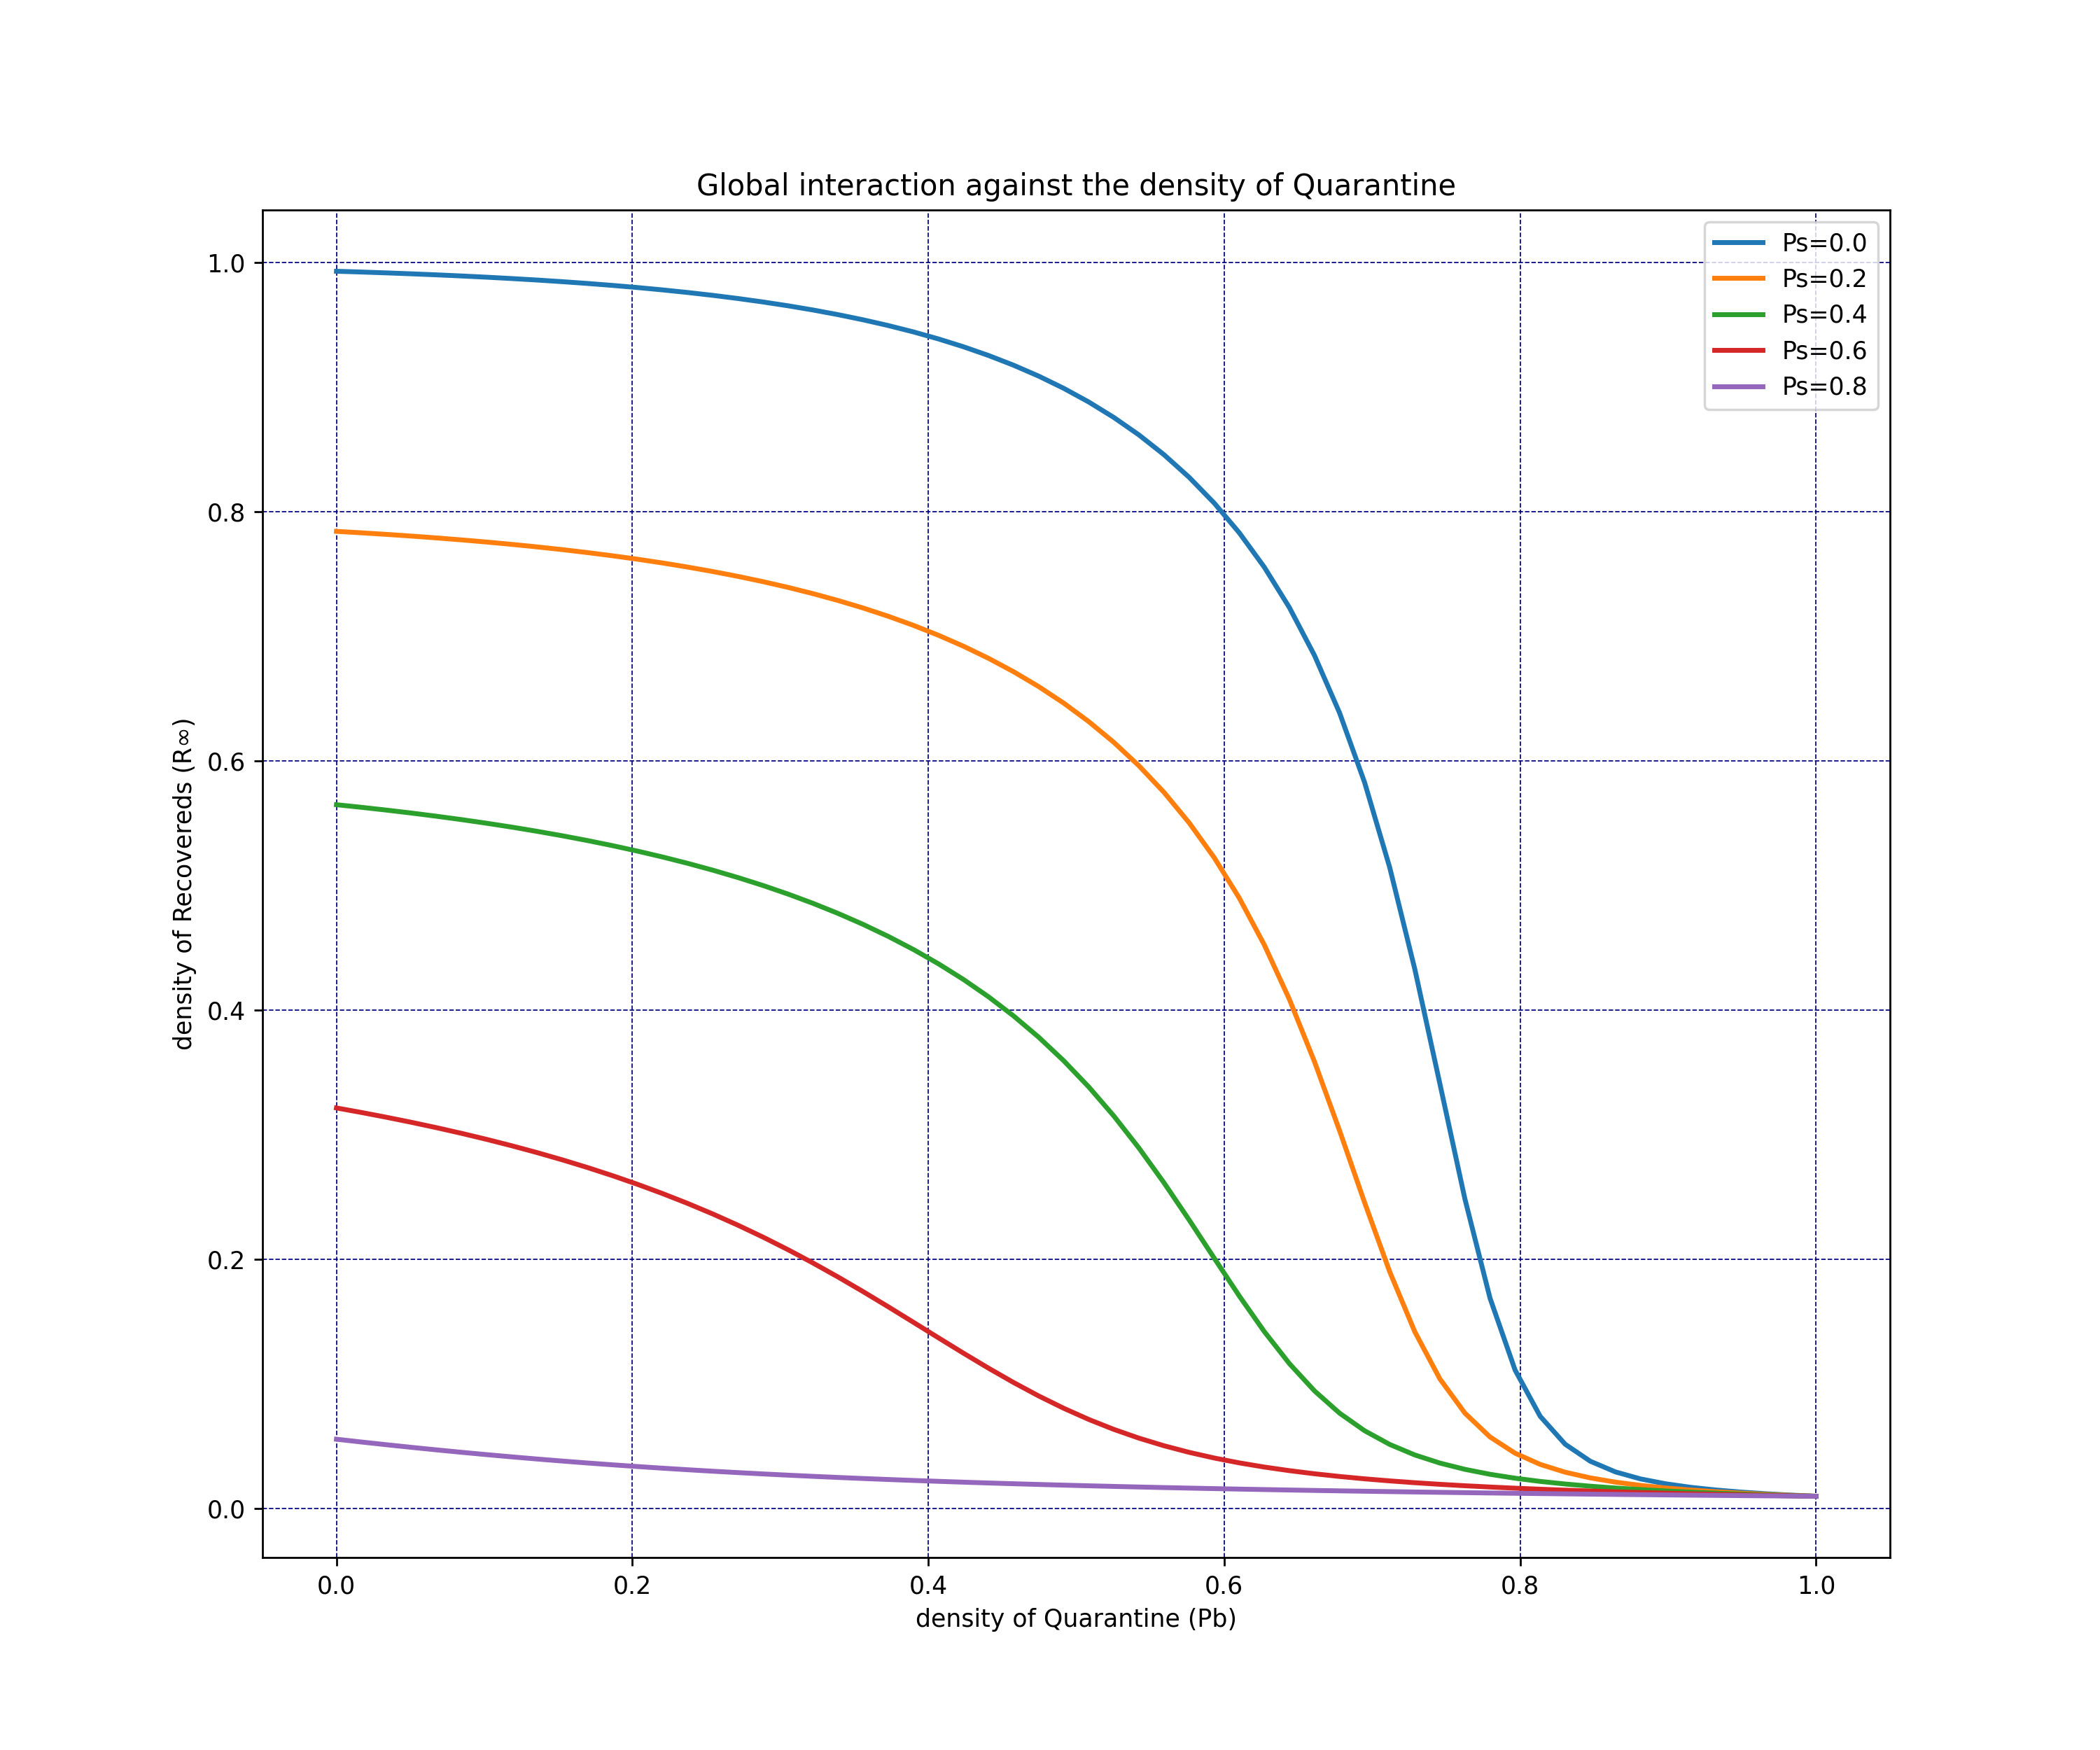 Global interaction against the density of Quarantine
Ps=0.0
Ps=0.2
Ps=0.4
Ps=0.6
Ps=0.8
density of Recovereds (R∞)
1.0
0.8
0.6
0.4
0.2
0.0
0.0 0.2 0.4 0.6 0.8 1.0
density of Quarantine (Pb)